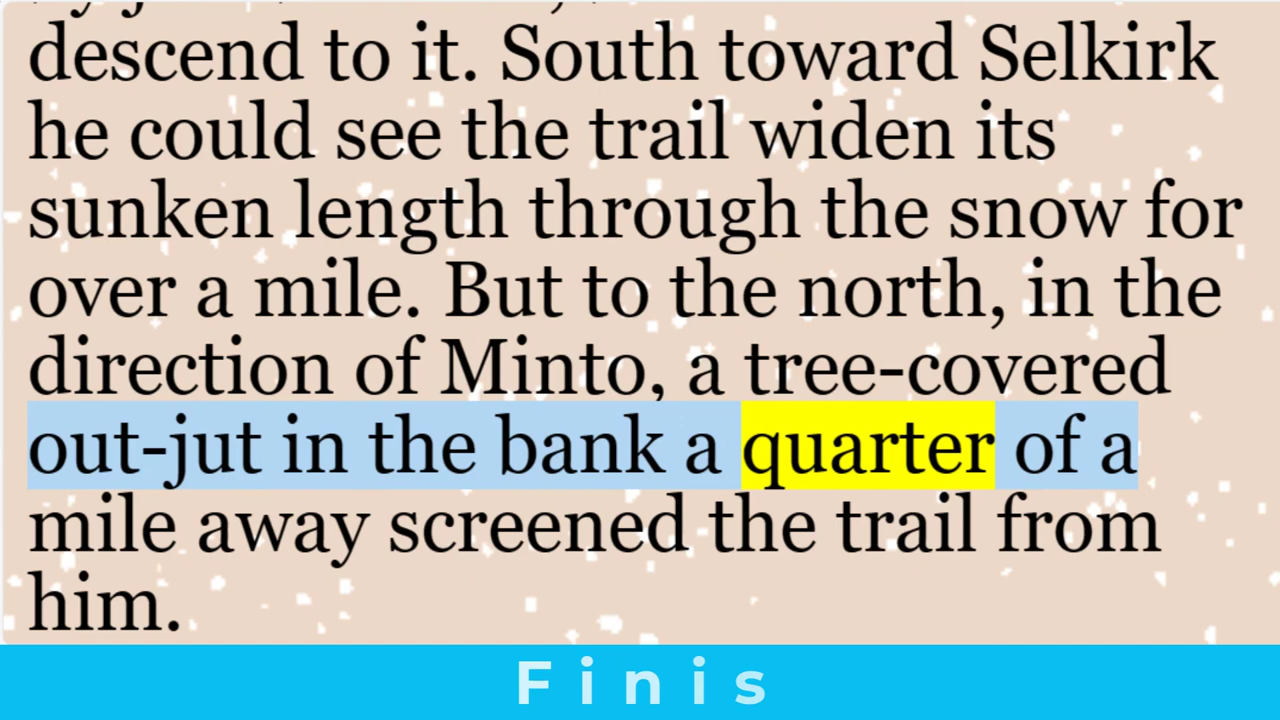 descend to it. South toward Selkirk
he could see the trail widen its
sunken length through the snow for
over a mile. But to the north, in the
direction of Minto, a tree-covered
out-jut in the bank a quarter of a
mile away screened the trail from
him.
Finis